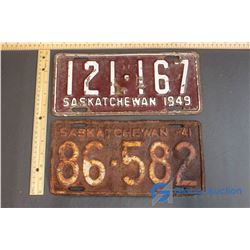 121·167
SASKATCHEWAN 1949
SASKATCHEWAN 41
86·582